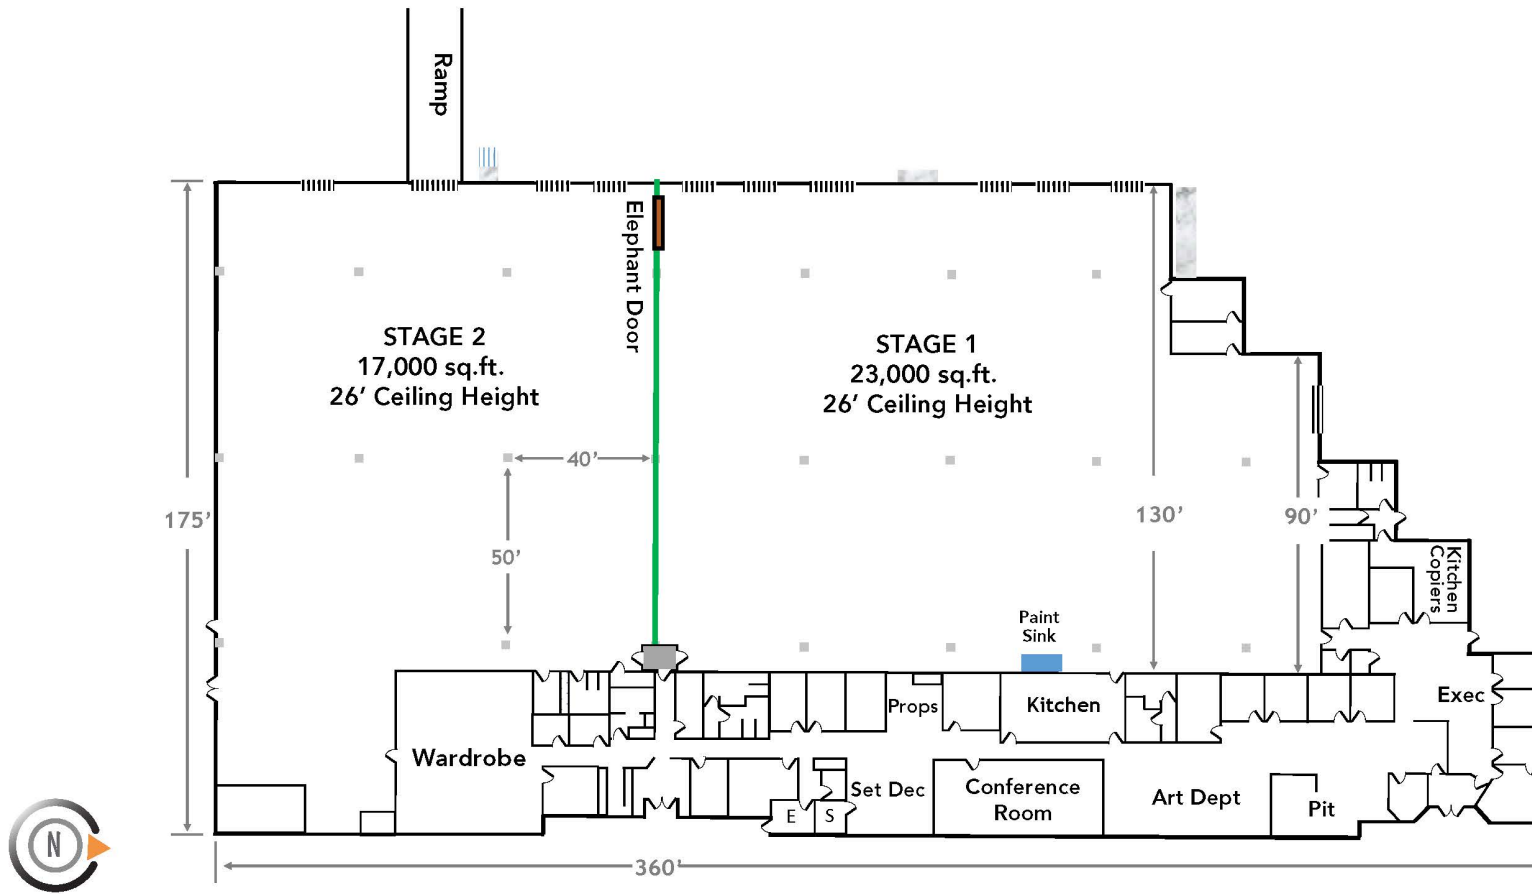 Ramp
Elephant Door
STAGE 2
17,000 sq.ft.
26' Ceiling Height
STAGE 1
23,000 sq.ft.
26' Ceiling Height
40'
175'
50'
130'
90'
Kitchen
Copiers
Paint
Sink
Props
Kitchen
Exec
Wardrobe
Set Dec
Conference
Room
Art Dept
Pit
E
S
N
360'